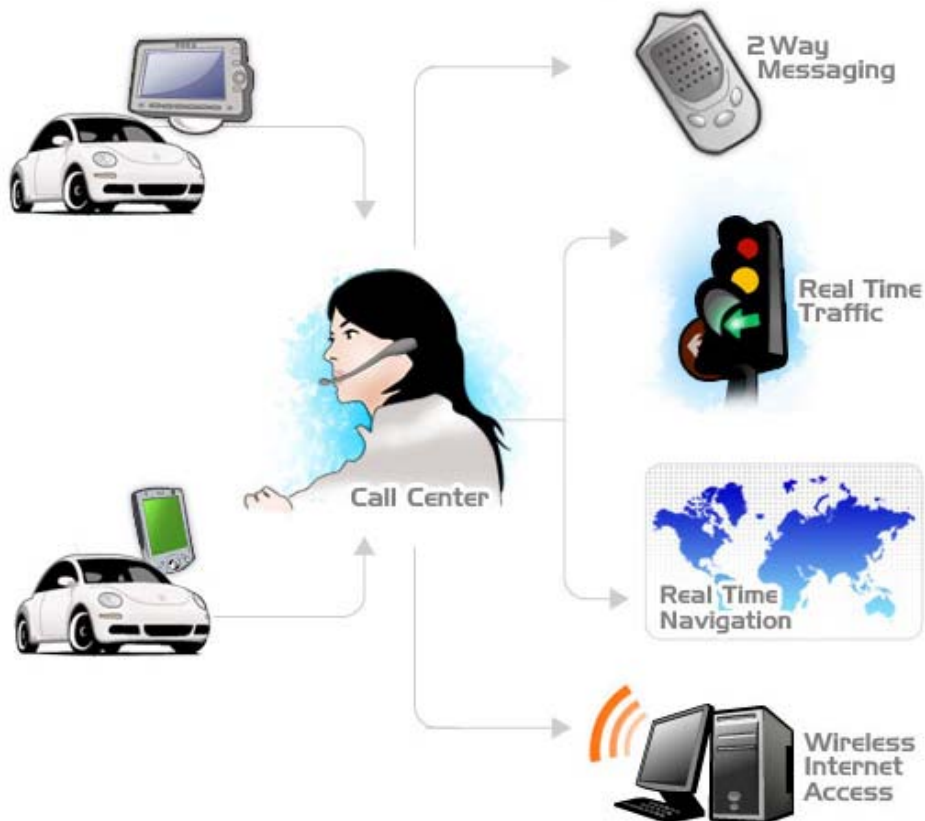 2 Way
Messaging
Real Time
Traffic
Call Center
Real Time
Navigation
Wireless
Internet
Access